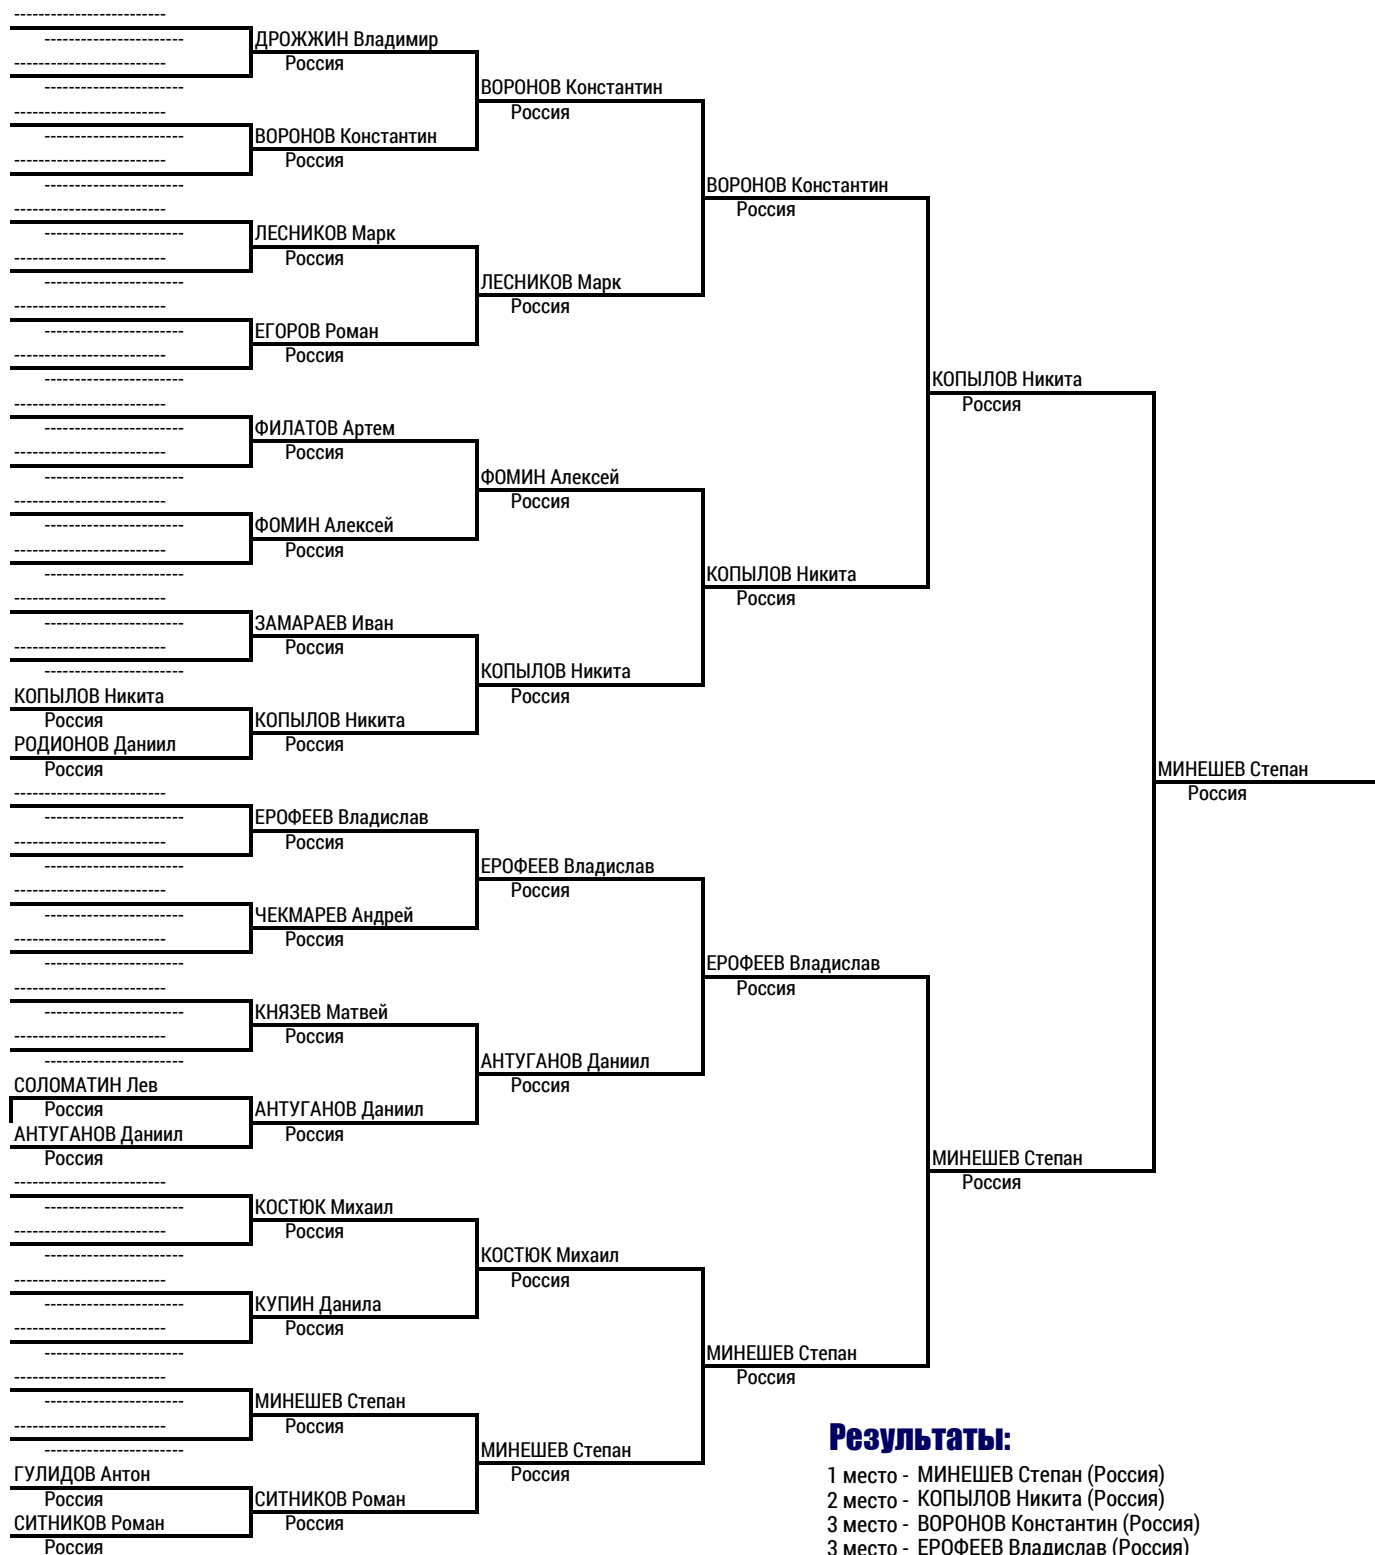 -------------------------
-----------------------
-------------------------
-----------------------
-------------------------
-----------------------
-------------------------
-----------------------
-------------------------
-----------------------
-------------------------
-----------------------
-------------------------
-----------------------
-------------------------
-----------------------
-------------------------
-----------------------
-------------------------
-----------------------
-------------------------
-----------------------
-------------------------
-----------------------
-------------------------
-----------------------
-------------------------
-----------------------
КОПЫЛОВ Никита
Россия
РОДИОНОВ Даниил
Россия
-------------------------
-----------------------
-------------------------
-----------------------
-------------------------
-----------------------
-------------------------
-----------------------
-------------------------
-----------------------
-------------------------
-----------------------
СОЛОМАТИН Лев
Россия
АНТУГАНОВ Даниил
Россия
-------------------------
-----------------------
-------------------------
-----------------------
-------------------------
-----------------------
-------------------------
-----------------------
-------------------------
-----------------------
-------------------------
-----------------------
ГУЛИДОВ Антон
Россия
СИТНИКОВ Роман
Россия
ДРОЖЖИН Владимир
Россия
ВОРОНОВ Константин
Россия
ЛЕСНИКОВ Марк
Россия
ЕГОРОВ Роман
Россия
ФИЛАТОВ Артем
Россия
ФОМИН Алексей
Россия
ЗАМАРАЕВ Иван
Россия
КОПЫЛОВ Никита
Россия
ЕРОФЕЕВ Владислав
Россия
ЧЕКМАРЕВ Андрей
Россия
КНЯЗЕВ Матвей
Россия
АНТУГАНОВ Даниил
Россия
КОСТЮК Михаил
Россия
КУПИН Данила
Россия
МИНЕШЕВ Степан
Россия
СИТНИКОВ Роман
Россия
ВОРОНОВ Константин
Россия
ЛЕСНИКОВ Марк
Россия
ФОМИН Алексей
Россия
КОПЫЛОВ Никита
Россия
ЕРОФЕЕВ Владислав
Россия
АНТУГАНОВ Даниил
Россия
КОСТЮК Михаил
Россия
МИНЕШЕВ Степан
Россия
ВОРОНОВ Константин
Россия
КОПЫЛОВ Никита
Россия
ЕРОФЕЕВ Владислав
Россия
МИНЕШЕВ Степан
Россия
КОПЫЛОВ Никита
Россия
МИНЕШЕВ Степан
Россия
МИНЕШЕВ Степан
Россия
Результаты:
1 место - МИНЕШЕВ Степан (Россия)
2 место - КОПЫЛОВ Никита (Россия)
3 место - ВОРОНОВ Константин (Россия)
3 место - ЕРОФЕЕВ Владислав (Россия)